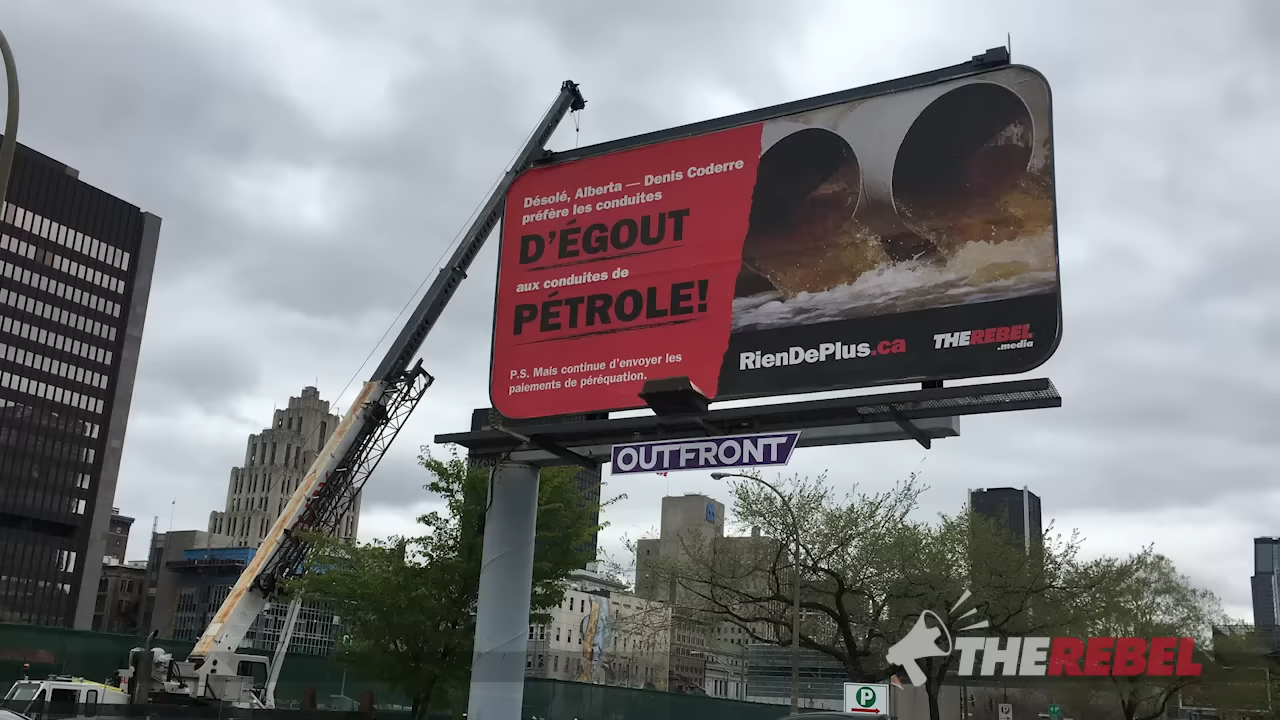 Désolé, Alberta — Denis Coderre
préfère les conduites
D'ÉGOUT
aux conduites de
PÉTROLE!
P.S. Mais continue d'envoyer les
paiements de péréquation.
RienDePlus.ca
THEREBEL
.media
OUTFRONT
P
THEREBEL